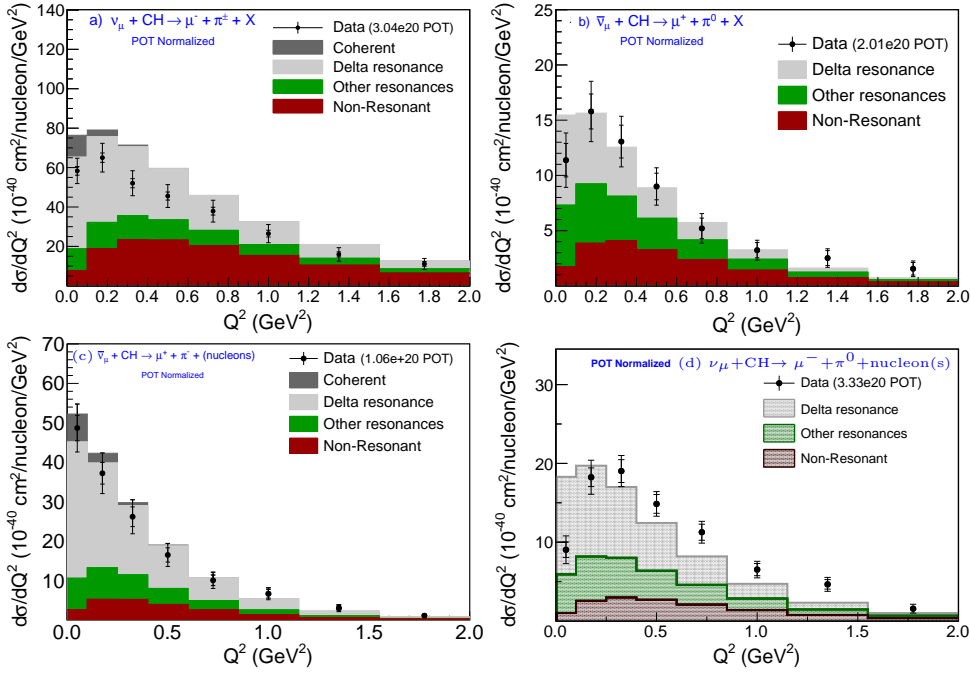 a) ν_μ + CH → μ⁻ + π^± + X
POT Normalized
Data (3.04e20 POT)
Coherent
Delta resonance
Other resonances
Non-Resonant
dσ/dQ² (10⁻⁴⁰ cm²/nucleon/GeV²)
140
120
100
80
60
40
20
0.0 0.2 0.4 0.6 0.8 1.0 1.2 1.4 1.6 1.8 2.0
Q² (GeV²)
b) ν̅_μ + CH → μ⁺ + π⁰ + X
POT Normalized
Data (2.01e20 POT)
Delta resonance
Other resonances
Non-Resonant
dσ/dQ² (10⁻⁴⁰ cm²/nucleon/GeV²)
25
20
15
10
5
0.0 0.2 0.4 0.6 0.8 1.0 1.2 1.4 1.6 1.8 2.0
Q² (GeV²)
(c) ν̅_μ + CH → μ⁺ + π⁻ + (nucleons)
POT Normalized
Data (1.06e+20 POT)
Coherent
Delta resonance
Other resonances
Non-Resonant
dσ/dQ² (10⁻⁴⁰ cm²/nucleon/GeV²)
70
60
50
40
30
20
10
0.0 0.5 1.0 1.5 2.0
Q² (GeV²)
POT Normalized (d) νμ+CH→ μ⁻+π⁰+nucleon(s)
Data (3.33e20 POT)
Delta resonance
Other resonances
Non-Resonant
dσ/dQ² (10⁻⁴⁰ cm²/nucleon/GeV²)
30
20
10
0.0 0.5 1.0 1.5 2.0
Q² (GeV²)